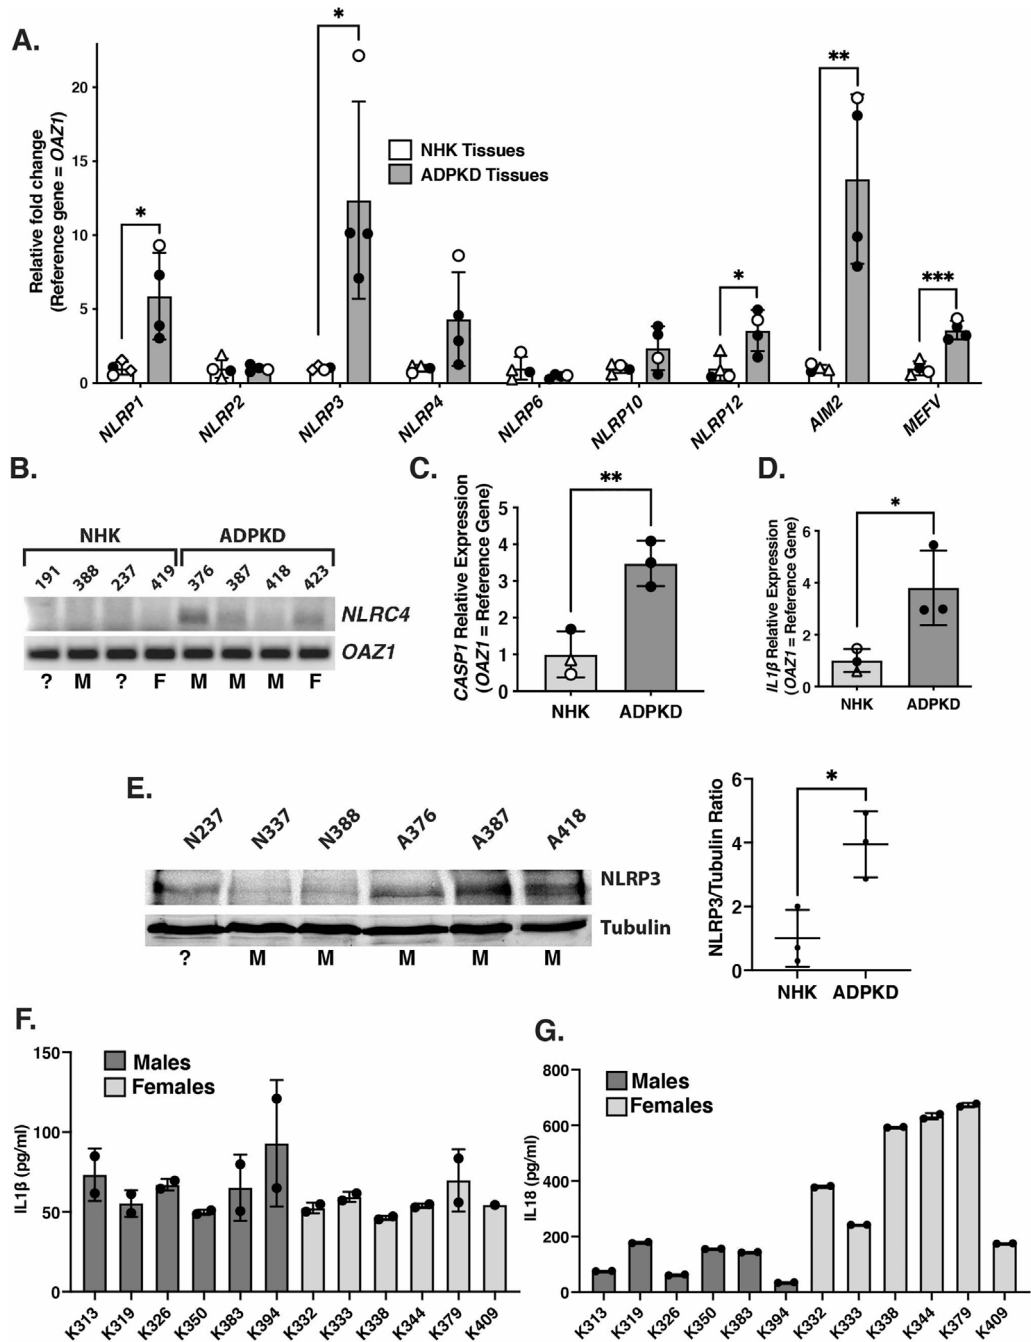 A.
Relative fold change
(Reference gene = OAZ1)
20
15
10
5
0
*
*
*
**
***
NHK Tissues
ADPKD Tissues
NLRP1
NLRP2
NLRP3
NLRP4
NLRP6
NLRP10
NLRP12
AIM2
MEFV
B.
NHK ADPKD
191 388 237 419 376 387 418 423
NLRC4
OAZ1
? M ? F M M M F
C.
CASP1 Relative Expression
(OAZ1 = Reference Gene)
5
4
3
2
1
0
**
NHK ADPKD
D.
IL1β Relative Expression
(OAZ1 = Reference Gene)
6
4
2
0
*
NHK ADPKD
E.
N237 N337 N388 A376 A387 A418
NLRP3
Tubulin
? M M M M M
NLRP3/Tubulin Ratio
6
4
2
0
*
NHK ADPKD
F.
IL1β (pg/ml)
150
100
50
0
Males
Females
K313 K319 K326 K350 K383 K394 K332 K333 K338 K344 K379 K409
G.
IL18 (pg/ml)
800
600
400
200
0
Males
Females
K313 K319 K326 K350 K383 K394 K332 K333 K338 K344 K379 K409